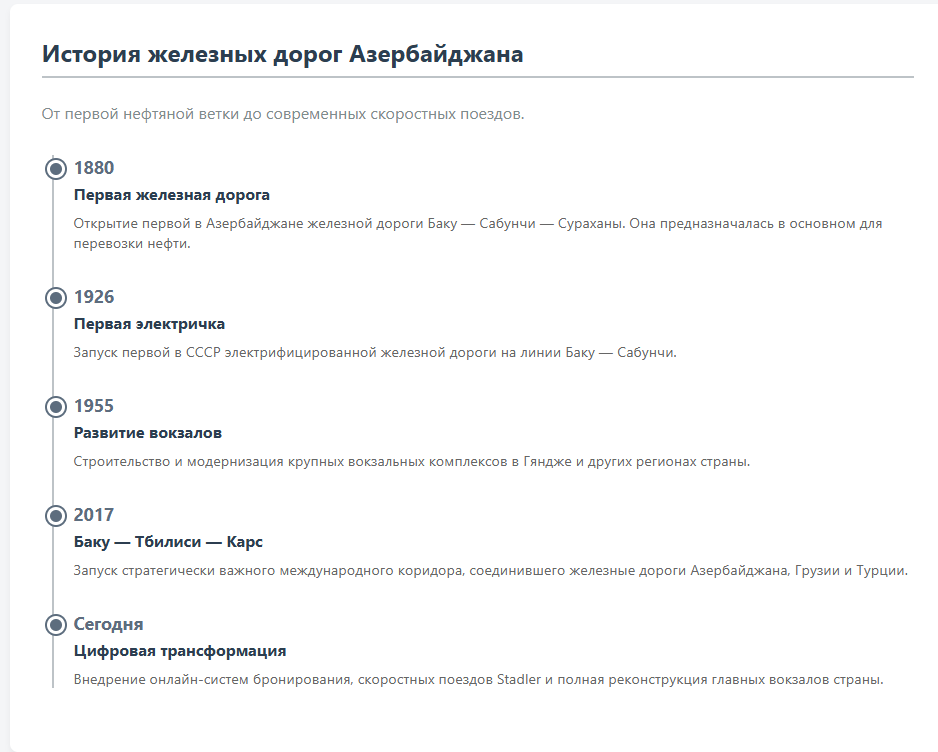 История железных дорог Азербайджана
От первой нефтяной ветки до современных скоростных поездов.
1880
Первая железная дорога
Открытие первой в Азербайджане железной дороги Баку — Сабунчи — Сураханы. Она предназначалась в основном для
перевозки нефти.
1926
Первая электричка
Запуск первой в СССР электрифицированной железной дороги на линии Баку — Сабунчи.
1955
Развитие вокзалов
Строительство и модернизация крупных вокзальных комплексов в Гяндже и других регионах страны.
2017
Баку — Тбилиси — Карс
Запуск стратегически важного международного коридора, соединившего железные дороги Азербайджана, Грузии и Турции.
Сегодня
Цифровая трансформация
Внедрение онлайн-систем бронирования, скоростных поездов Stadler и полная реконструкция главных вокзалов страны.